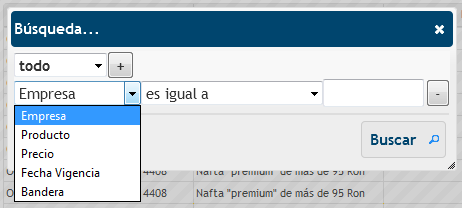 Búsqueda...
todo +
Empresa es igual a -
Empresa
Producto
Precio
Fecha Vigencia
Bandera
Buscar
4408 Nafta "premium" de más de 95 Ron
4408 Nafta "premium" de más de 95 Ron